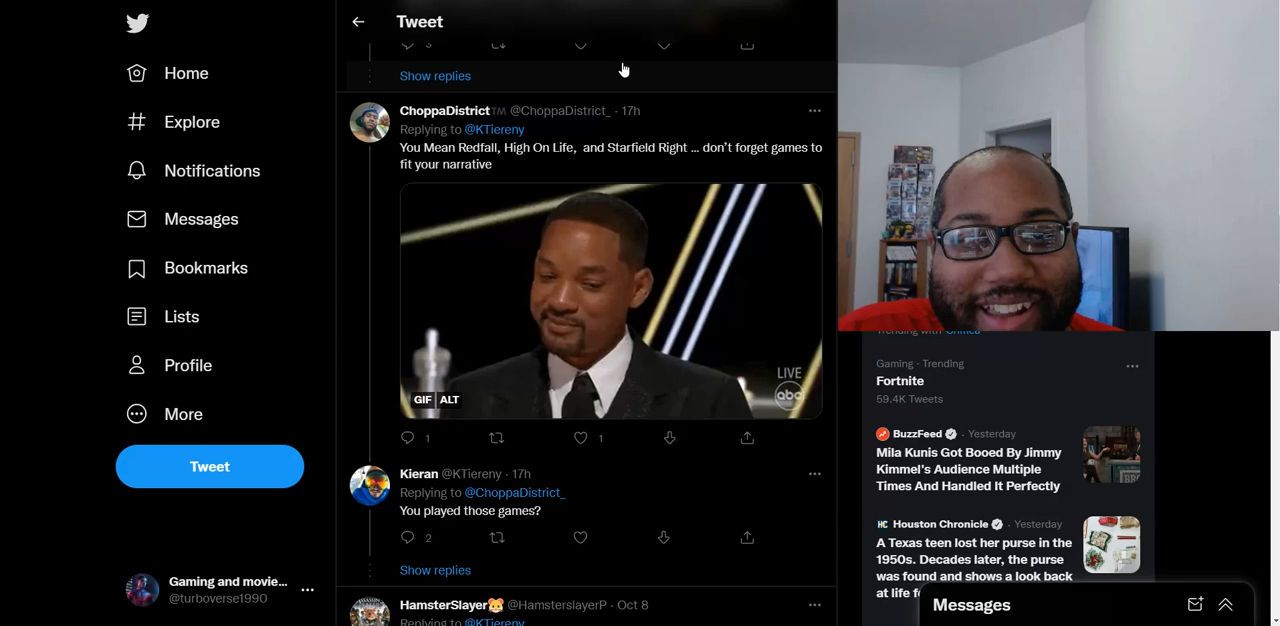 Tweet
Home
Explore
Notifications
Messages
Bookmarks
Lists
Profile
More
Tweet
Gaming and movie...
@turboverse1990
3
Show replies
ChoppaDistrict™ @ChoppaDistrict_ · 17h
Replying to @KTiereny
You Mean Redfall, High On Life, and Starfield Right ... don't forget games to
fit your narrative
LIVE
abc
GIF ALT
1
1
Kieran @KTiereny · 17h
Replying to @ChoppaDistrict_
You played those games?
2
Show replies
HamsterSlayer🐹 @HamsterslayerP · Oct 8
Replying to @KTiereny
Gaming · Trending
Fortnite
59.4K Tweets
BuzzFeed · Yesterday
Mila Kunis Got Booed By Jimmy
Kimmel's Audience Multiple
Times And Handled It Perfectly
HC Houston Chronicle · Yesterday
A Texas teen lost her purse in the
1950s. Decades later, the purse
was found and shows a look back
at life
Messages